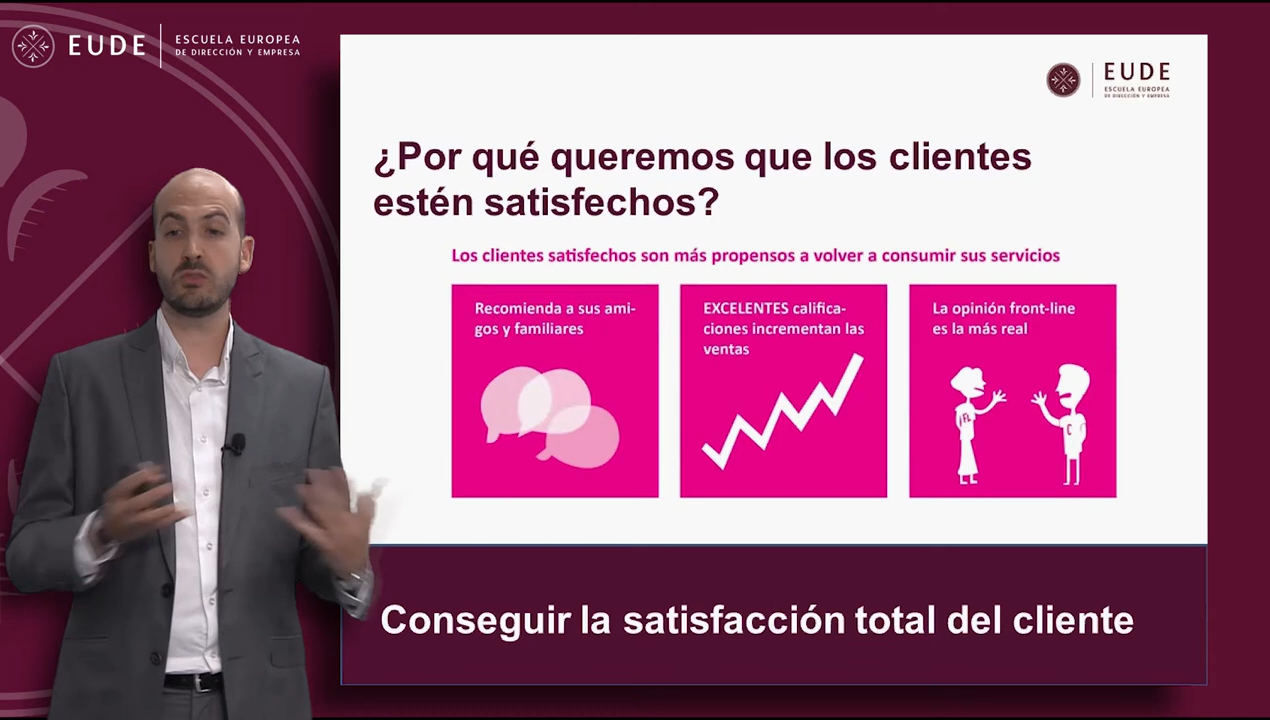 EUDE
ESCUELA EUROPEA
DE DIRECCIÓN Y EMPRESA
EUDE
ESCUELA EUROPEA
DE DIRECCIÓN Y EMPRESA
¿Por qué queremos que los clientes
estén satisfechos?
Los clientes satisfechos son más propensos a volver a consumir sus servicios
Recomienda a sus ami-
gos y familiares
EXCELENTES califica-
ciones incrementan las
ventas
La opinión front-line
es la más real
FL
C
Conseguir la satisfacción total del cliente